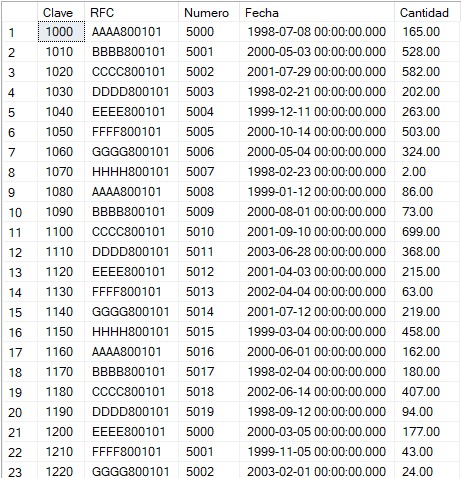 Clave RFC Numero Fecha Cantidad
1 1000 AAAA800101 5000 1998-07-08 00:00:00.000 165.00
2 1010 BBBB800101 5001 2000-05-03 00:00:00.000 528.00
3 1020 CCCC800101 5002 2001-07-29 00:00:00.000 582.00
4 1030 DDDD800101 5003 1998-02-21 00:00:00.000 202.00
5 1040 EEEE800101 5004 1999-12-11 00:00:00.000 263.00
6 1050 FFFF800101 5005 2000-10-14 00:00:00.000 503.00
7 1060 GGGG800101 5006 2000-05-04 00:00:00.000 324.00
8 1070 HHHH800101 5007 1998-02-23 00:00:00.000 2.00
9 1080 AAAA800101 5008 1999-01-12 00:00:00.000 86.00
10 1090 BBBB800101 5009 2000-08-01 00:00:00.000 73.00
11 1100 CCCC800101 5010 2001-09-10 00:00:00.000 699.00
12 1110 DDDD800101 5011 2003-06-28 00:00:00.000 368.00
13 1120 EEEE800101 5012 2001-04-03 00:00:00.000 215.00
14 1130 FFFF800101 5013 2002-04-04 00:00:00.000 63.00
15 1140 GGGG800101 5014 2001-07-12 00:00:00.000 219.00
16 1150 HHHH800101 5015 1999-03-04 00:00:00.000 458.00
17 1160 AAAA800101 5016 2000-06-01 00:00:00.000 162.00
18 1170 BBBB800101 5017 1998-02-04 00:00:00.000 180.00
19 1180 CCCC800101 5018 2002-06-14 00:00:00.000 407.00
20 1190 DDDD800101 5019 1998-09-12 00:00:00.000 94.00
21 1200 EEEE800101 5000 2000-03-05 00:00:00.000 177.00
22 1210 FFFF800101 5001 1999-11-05 00:00:00.000 43.00
23 1220 GGGG800101 5002 2003-02-01 00:00:00.000 24.00